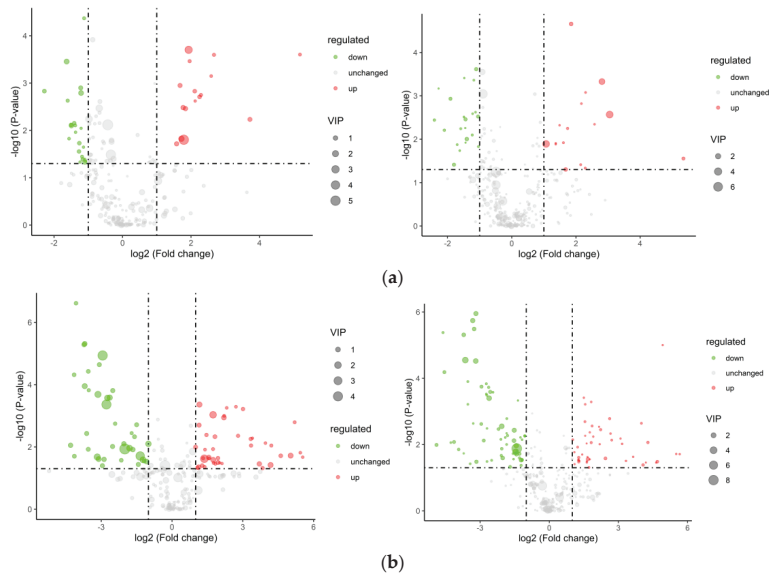 -log10 (P-value)
4
3
2
1
0
-2
0
2
4
log2 (Fold change)
regulated
down
unchanged
up
VIP
1
2
3
4
5
-log10 (P-value)
4
3
2
1
0
-2
0
2
4
log2 (Fold change)
regulated
down
unchanged
up
VIP
2
4
6
(a)
-log10 (P-value)
6
4
2
0
-3
0
3
6
log2 (Fold change)
VIP
1
2
3
4
regulated
down
unchanged
up
-log10 (P-value)
6
4
2
0
-3
0
3
6
log2 (Fold change)
regulated
down
unchanged
up
VIP
2
4
6
8
(b)